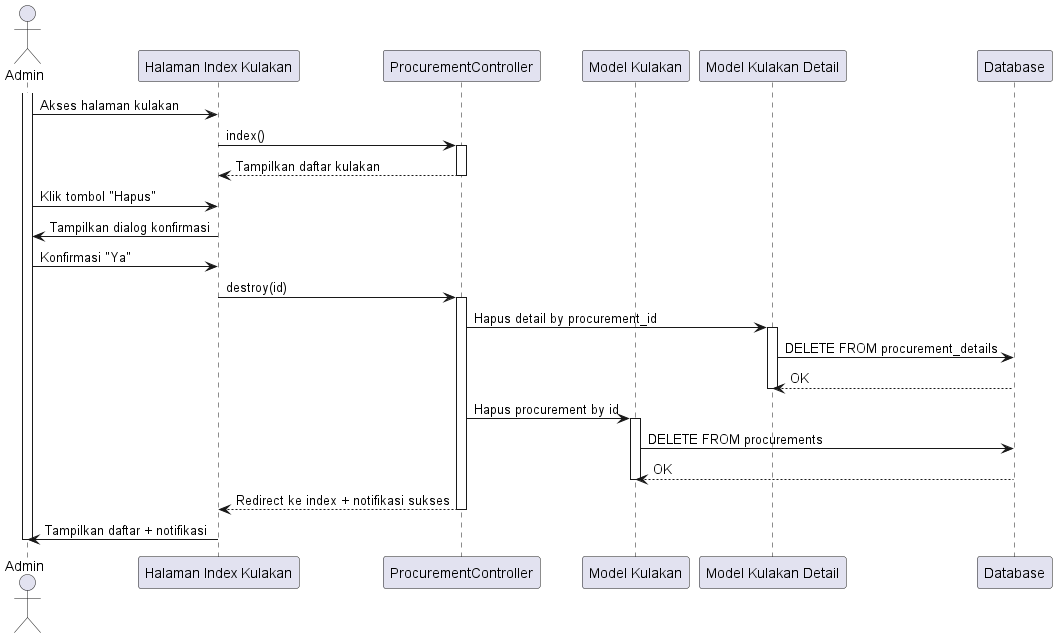 Admin
Halaman Index Kulakan
ProcurementController
Model Kulakan
Model Kulakan Detail
Database
Akses halaman kulakan
index()
Tampilkan daftar kulakan
Klik tombol "Hapus"
Tampilkan dialog konfirmasi
Konfirmasi "Ya"
destroy(id)
Hapus detail by procurement_id
DELETE FROM procurement_details
OK
Hapus procurement by id
DELETE FROM procurements
OK
Redirect ke index + notifikasi sukses
Tampilkan daftar + notifikasi
Admin
Halaman Index Kulakan
ProcurementController
Model Kulakan
Model Kulakan Detail
Database